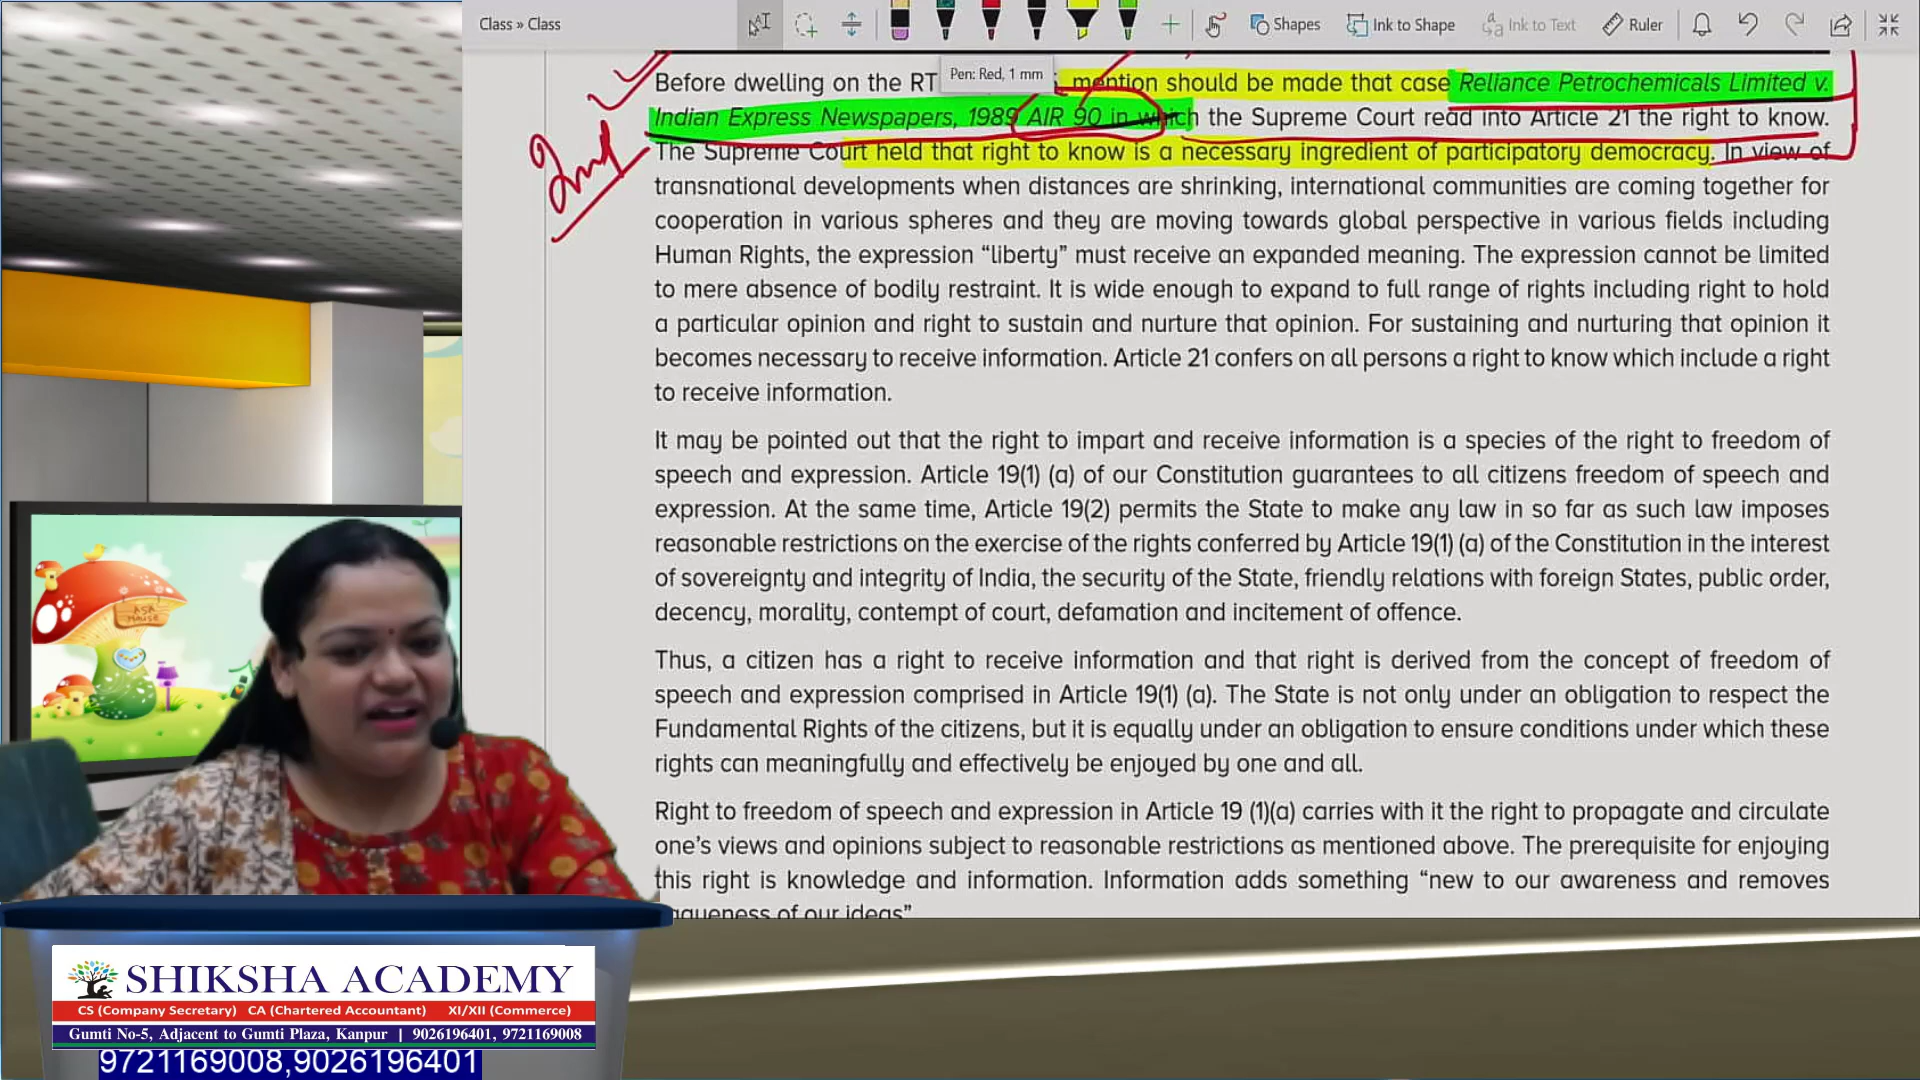 Class » Class
Shapes
Ink to Shape
Ink to Text
Ruler
Pen: Red, 1 mm
Before dwelling on the RT mention should be made that case Reliance Petrochemicals Limited v.
Indian Express Newspapers, 1989 AIR 90 in which the Supreme Court read into Article 21 the right to know.
The Supreme Court held that right to know is a necessary ingredient of participatory democracy. In view of
transnational developments when distances are shrinking, international communities are coming together for
cooperation in various spheres and they are moving towards global perspective in various fields including
Human Rights, the expression “liberty” must receive an expanded meaning. The expression cannot be limited
to mere absence of bodily restraint. It is wide enough to expand to full range of rights including right to hold
a particular opinion and right to sustain and nurture that opinion. For sustaining and nurturing that opinion it
becomes necessary to receive information. Article 21 confers on all persons a right to know which include a right
to receive information.
It may be pointed out that the right to impart and receive information is a species of the right to freedom of
speech and expression. Article 19(1) (a) of our Constitution guarantees to all citizens freedom of speech and
expression. At the same time, Article 19(2) permits the State to make any law in so far as such law imposes
reasonable restrictions on the exercise of the rights conferred by Article 19(1) (a) of the Constitution in the interest
of sovereignty and integrity of India, the security of the State, friendly relations with foreign States, public order,
decency, morality, contempt of court, defamation and incitement of offence.
Thus, a citizen has a right to receive information and that right is derived from the concept of freedom of
speech and expression comprised in Article 19(1) (a). The State is not only under an obligation to respect the
Fundamental Rights of the citizens, but it is equally under an obligation to ensure conditions under which these
rights can meaningfully and effectively be enjoyed by one and all.
Right to freedom of speech and expression in Article 19 (1)(a) carries with it the right to propagate and circulate
one’s views and opinions subject to reasonable restrictions as mentioned above. The prerequisite for enjoying
this right is knowledge and information. Information adds something “new to our awareness and removes
of our ideas”
SHIKSHA ACADEMY
CS (Company Secretary) CA (Chartered Accountant) XI/XII (Commerce)
Gumti No-5, Adjacent to Gumti Plaza, Kanpur | 9026196401, 9721169008
9721169008,9026196401